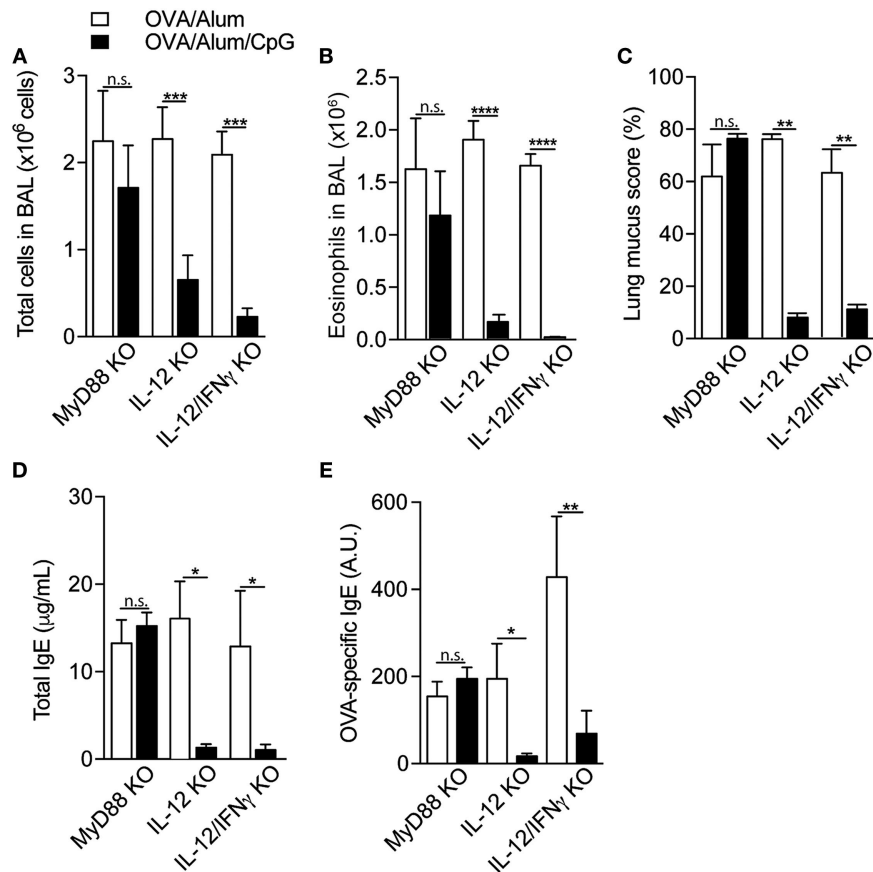 OVA/Alum
OVA/Alum/CpG
A
Total cells in BAL (x10⁶ cells)
3
2
1
0
n.s.
***
***
MyD88 KO
IL-12 KO
IL-12/IFNγ KO
B
Eosinophils in BAL (x10⁶)
2.5
2.0
1.5
1.0
0.5
0.0
n.s.
****
****
MyD88 KO
IL-12 KO
IL-12/IFNγ KO
C
Lung mucus score (%)
100
80
60
40
20
0
n.s.
**
**
MyD88 KO
IL-12 KO
IL-12/IFNγ KO
D
Total IgE (µg/mL)
30
20
10
0
n.s.
*
*
MyD88 KO
IL-12 KO
IL-12/IFNγ KO
E
OVA-specific IgE (A.U.)
600
400
200
0
n.s.
*
**
MyD88 KO
IL-12 KO
IL-12/IFNγ KO